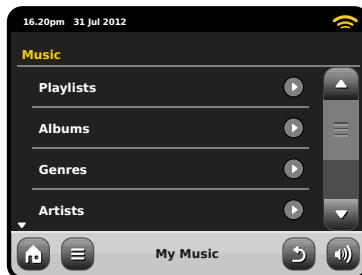 16.20pm 31 Jul 2012
Music
Playlists
Albums
Genres
Artists
My Music